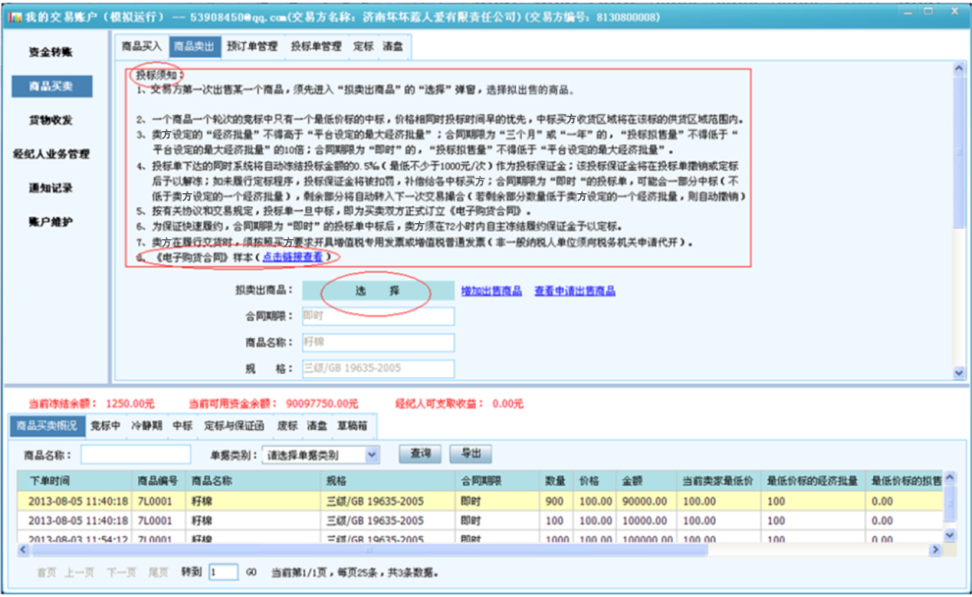 我的交易账户（模拟运行） -- 53908450@qq.com(交易方名称：济南坏坏蓝人爱有限责任公司)(交易方编号：8130800008)
资金转账
商品买卖
货物收发
经纪人业务管理
通知记录
账户维护
商品买入 商品卖出 预订单管理 投标单管理 定标 清盘
投标须知：
1、交易方第一次出售某一个商品，须先进入“拟卖出商品”的“选择”弹窗，选择拟出售的商品。
2、一个商品一个轮次的竞标中只有一个最低价标的中标，价格相同时投标时间早的优先，中标买方收货区域将在该标的供货区域范围内。
3、卖方设定的“经济批量”不得高于“平台设定的最大经济批量”；合同期限为“三个月”或“一年”的，“投标拟售量”不得低于“
平台设定的最大经济批量”的10倍；合同期限为“即时”的，“投标拟售量”不得低于“平台设定的最大经济批量”。
4、投标单下达的同时系统将自动冻结投标金额的0.5‰（最低不少于1000元/次）作为投标保证金；该投标保证金将在投标单撤销或定标
后予以解冻；如未履行定标程序，投标保证金将被扣罚，补偿给各中标买方；合同期限为“即时“的投标单，可能会一部分中标（不
低于卖方设定的一个经济批量），剩余部分将自动转入下一次交易撮合（若剩余部分数量低于卖方设定的一个经济批量，则自动撤销）
5、按有关协议和交易规定，投标单一旦中标，即为买卖双方正式订立《电子购货合同》。
6、为保证快速履约，合同期限为“即时”的投标单中标后，卖方须在72小时内自主冻结履约保证金予以定标。
7、卖方在履行交货时，须按照买方要求开具增值税专用发票或增值税普通发票（非一般纳税人单位须向税务机关申请代开）。
8、《电子购货合同》样本（点击链接查看）
拟卖出商品： 选 择 增加出售商品 查看申请出售商品
合同期限： 即时
商品名称： 籽棉
规 格： 三级/GB 19635-2005
当前冻结余额： 1250.00元 当前可用资金余额： 90097750.00元 经纪人可支取收益： 0.00元
商品买卖概况 竞标中 冷静期 中标 定标与保证函 废标 清盘 草稿箱
商品名称： 单据类别： 请选择单据类别 查询 导出
下单时间 商品编号 商品名称 规格 合同期限 数量 价格 金额 当前卖家最低价 最低价标的经济批量 最低价标的拟售
2013-08-05 11:40:18 7L0001 籽棉 三级/GB 19635-2005 即时 900 100.00 90000.00 100.00 100 0.00
2013-08-05 11:40:18 7L0001 籽棉 三级/GB 19635-2005 即时 100 100.00 10000.00 100.00 100 0.00
2013-08-03 11:54:12 7L0001 籽棉 三级/GB 19635-2005 即时 1000 100.00 100000.00 100.00 100 0.00
首页 上一页 下一页 尾页 转到 1 GO 当前第1/1页，每页25条，共3条数据。